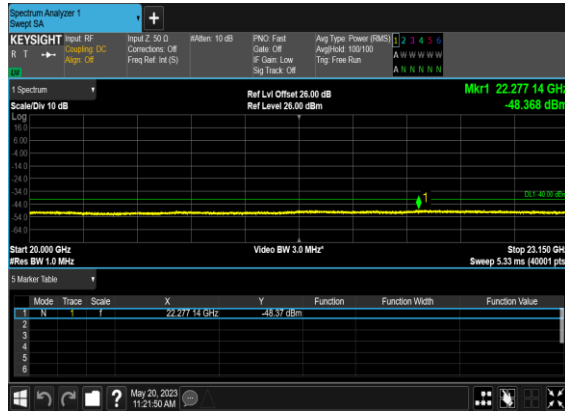 Spectrum Analyzer 1
Swept SA
+
KEYSIGHT Input: RF Input Z: 50 Ω #Atten: 10 dB PNO: Fast Avg Type: Power (RMS) 1 2 3 4 5 6
R T Coupling: DC Corrections: Off Gate: Off Avg|Hold: 100/100 A W W W W W
Align: Off Freq Ref: Int (S) IF Gain: Low Trig: Free Run
LW Sig Track: Off A N N N N N
1 Spectrum Ref Lvl Offset 26.00 dB Mkr1 22.277 14 GHz
Scale/Div 10 dB Ref Level 26.00 dBm -48.368 dBm
Log
16.0
6.00
-4.00
-14.0
-24.0
-34.0 1 DL1 -40.00 dBm
-44.0
-54.0
-64.0
Start 20.000 GHz Video BW 3.0 MHz* Stop 23.150 GHz
#Res BW 1.0 MHz Sweep 5.33 ms (40001 pts)
5 Marker Table
Mode Trace Scale X Y Function Function Width Function Value
1 N 1 f 22.277 14 GHz -48.37 dBm
2
3
4
5
6
? May 20, 2023
11:21:50 AM